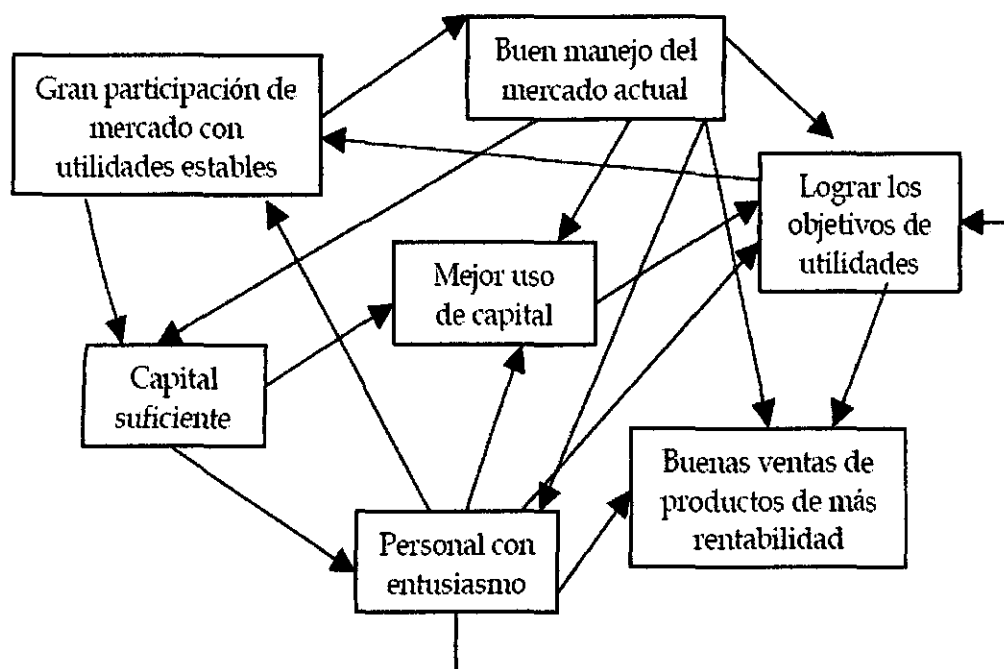 Buen manejo del
mercado actual
Gran participación de
mercado con
utilidades estables
Lograr los
objetivos de
utilidades
Mejor uso
de capital
Capital
suficiente
Buenas ventas de
productos de más
rentabilidad
Personal con
entusiasmo